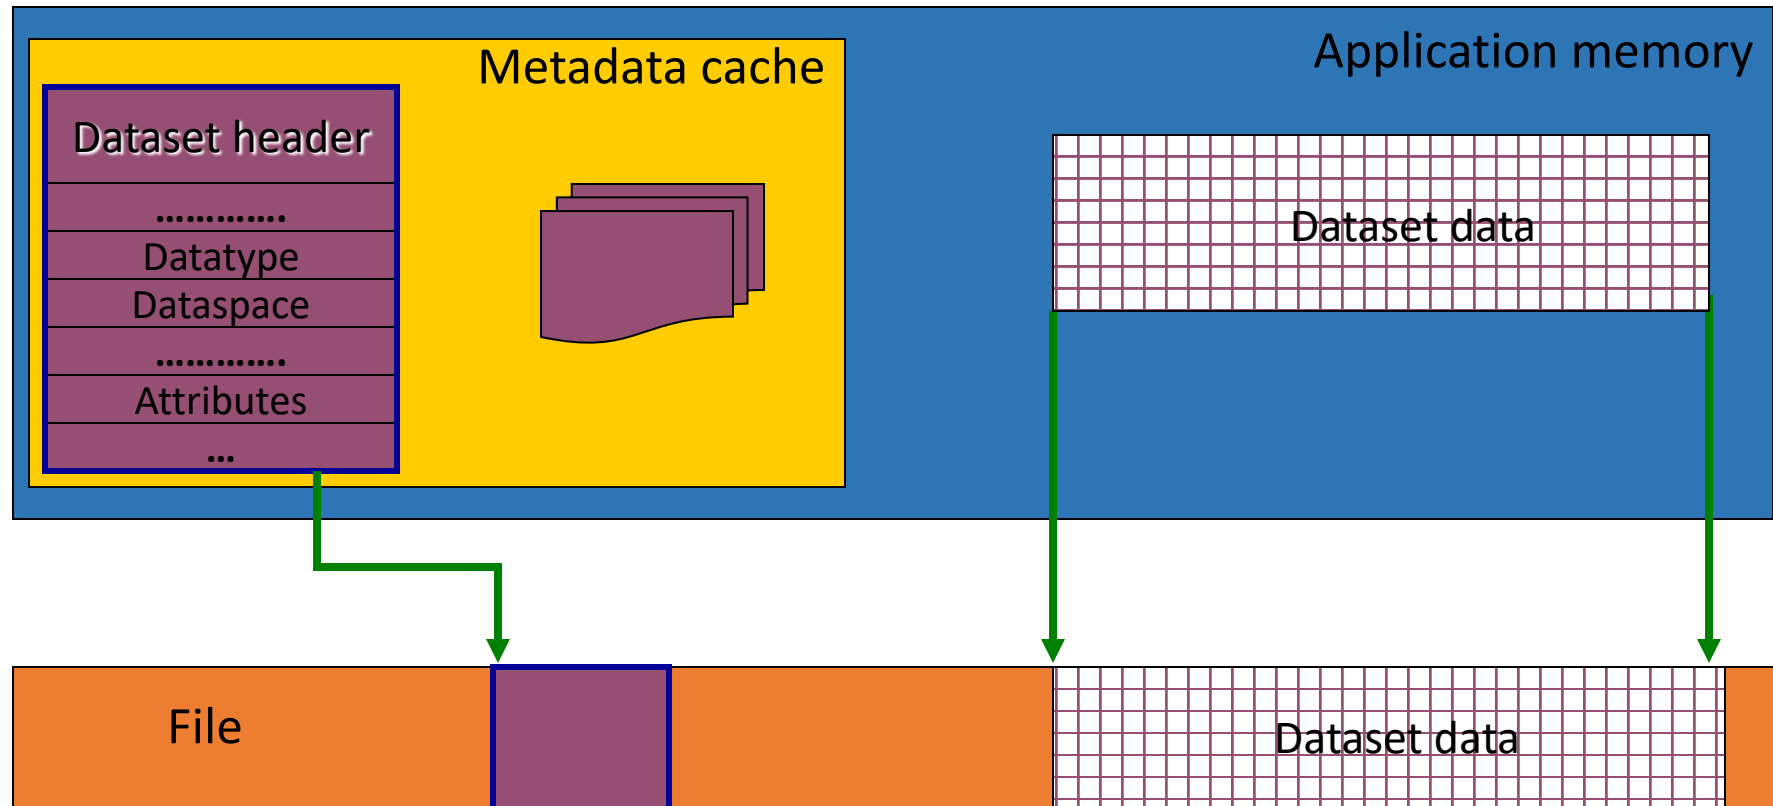 Metadata cache
Application memory
Dataset header
………….
Datatype
Dataspace
………….
Attributes
…
Dataset data
File
Dataset data